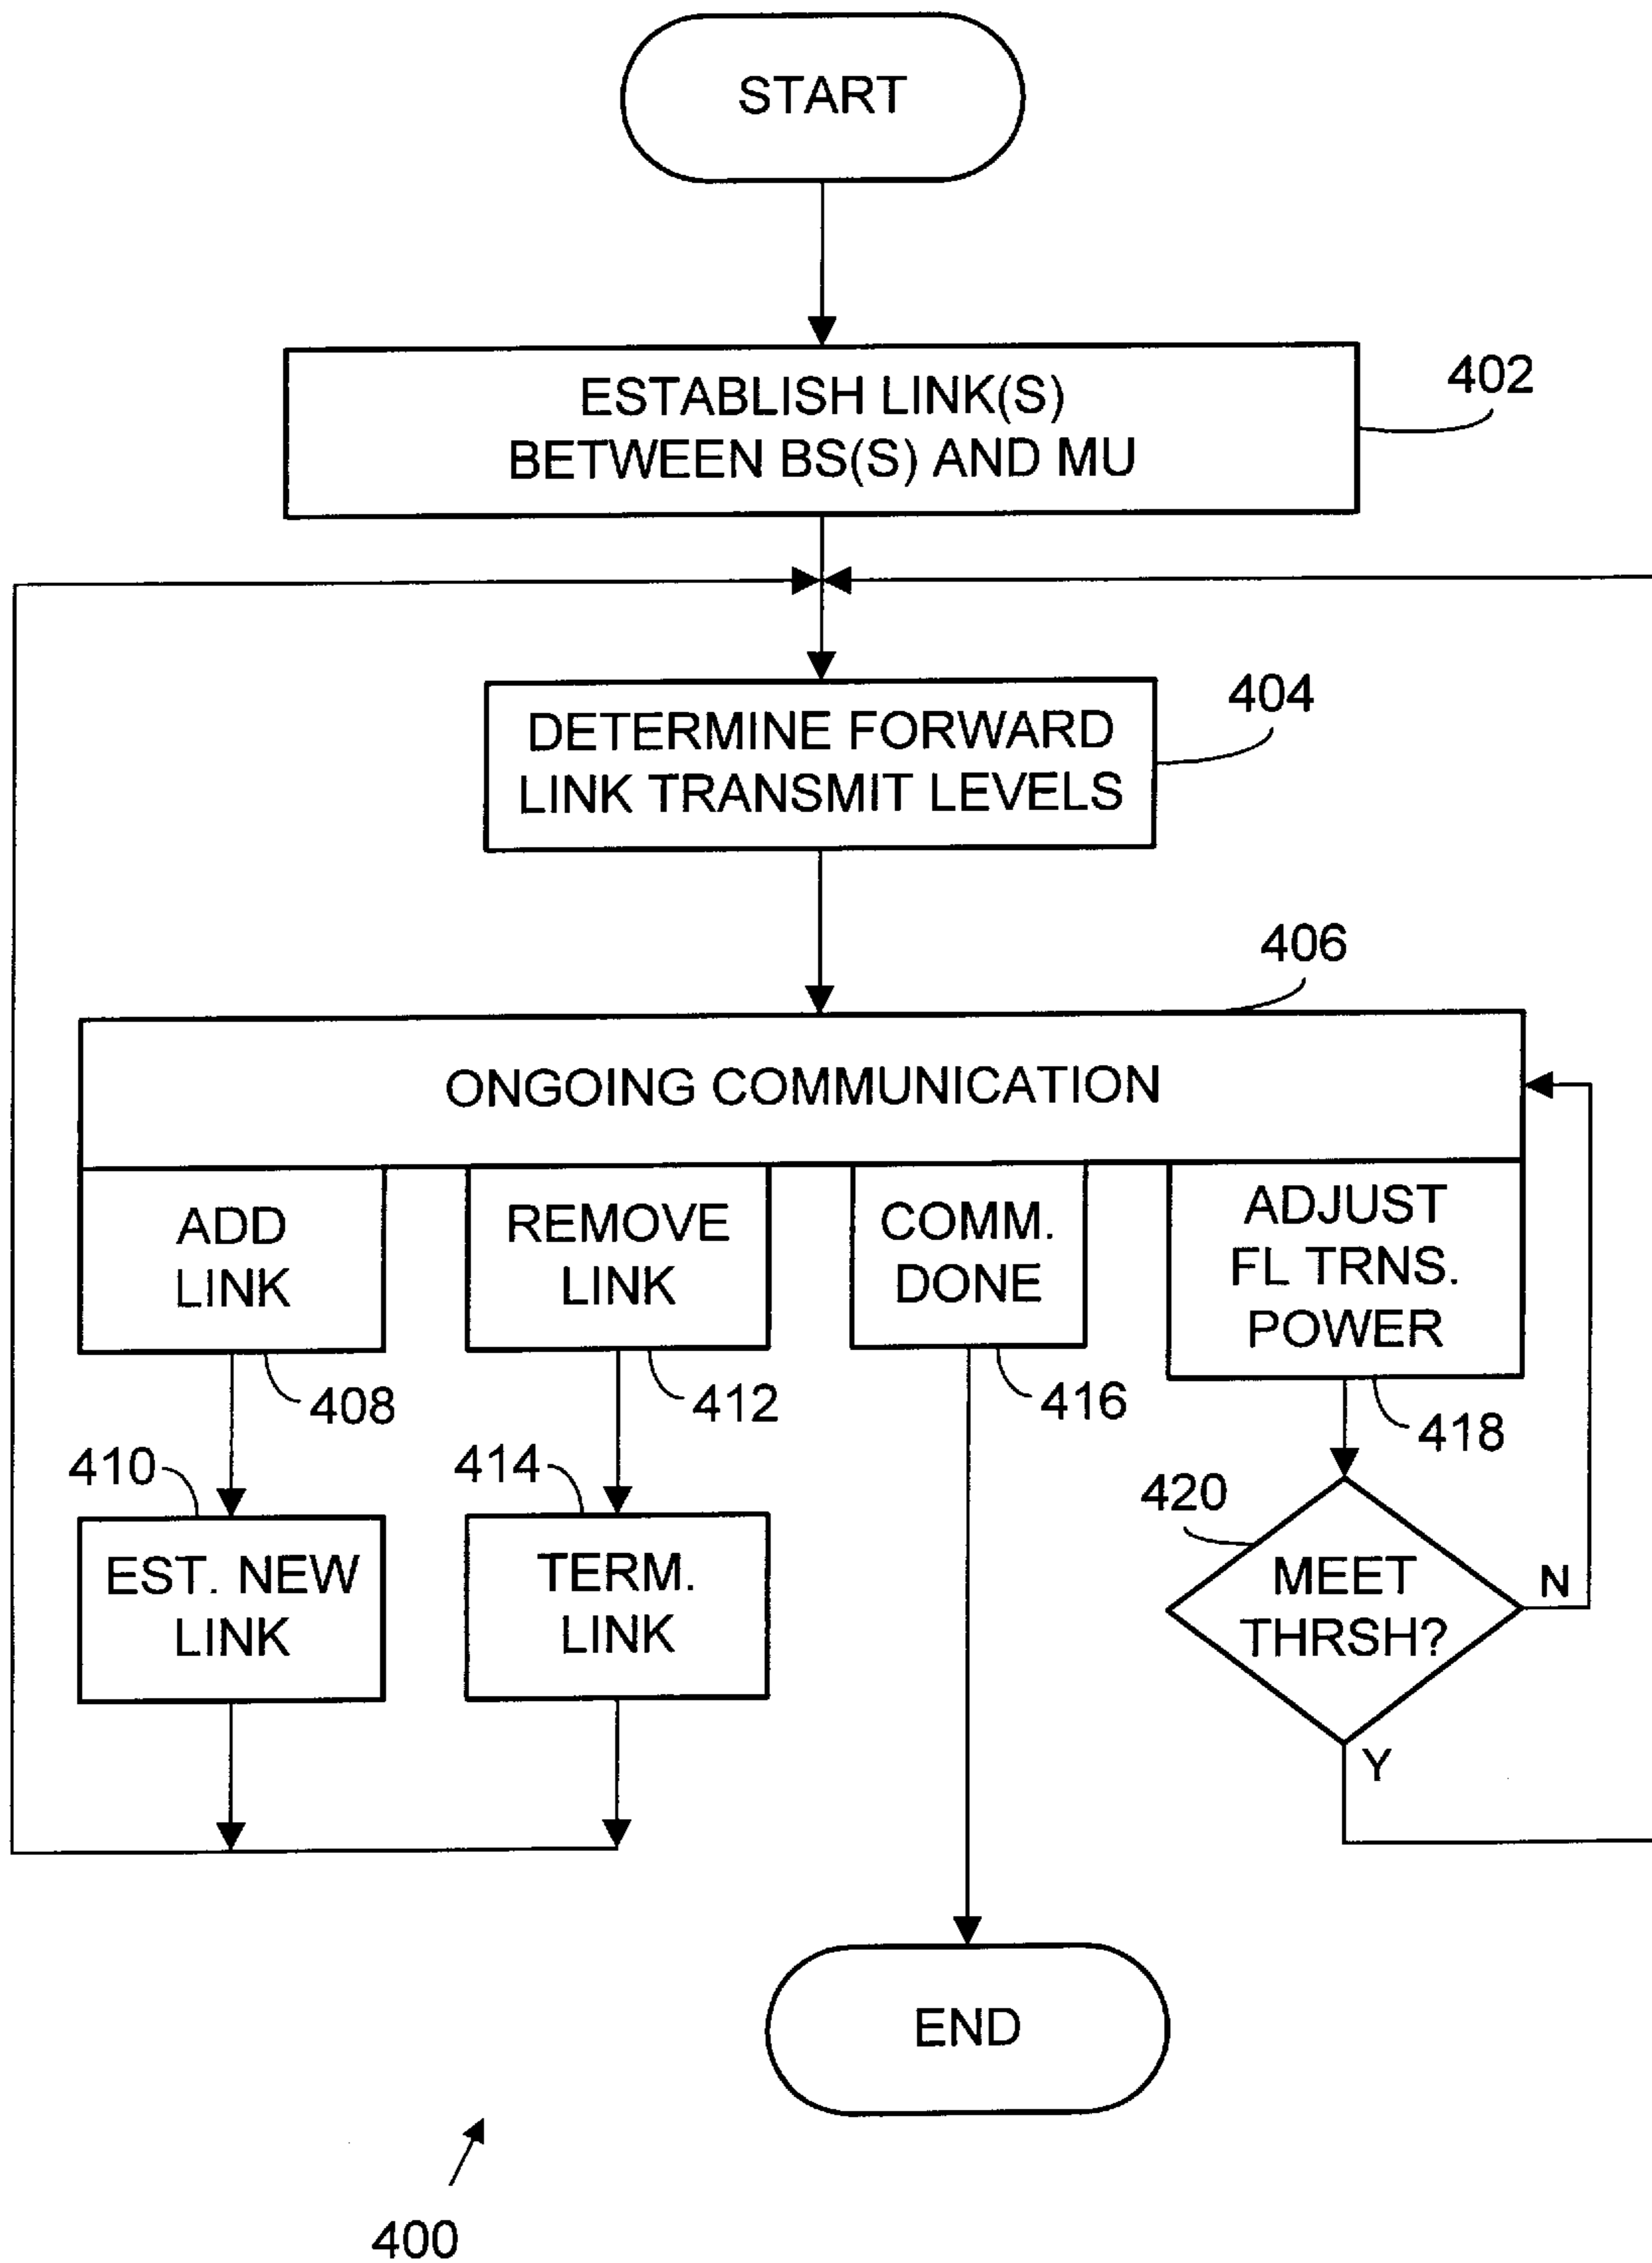 START
ESTABLISH LINK(S)
BETWEEN BS(S) AND MU
402
DETERMINE FORWARD
LINK TRANSMIT LEVELS
404
406
ONGOING COMMUNICATION
ADD
LINK
408
REMOVE
LINK
412
COMM.
DONE
416
ADJUST
FL TRNS.
POWER
418
410
EST. NEW
LINK
414
TERM.
LINK
420
MEET
THRSH?
N
Y
END
400